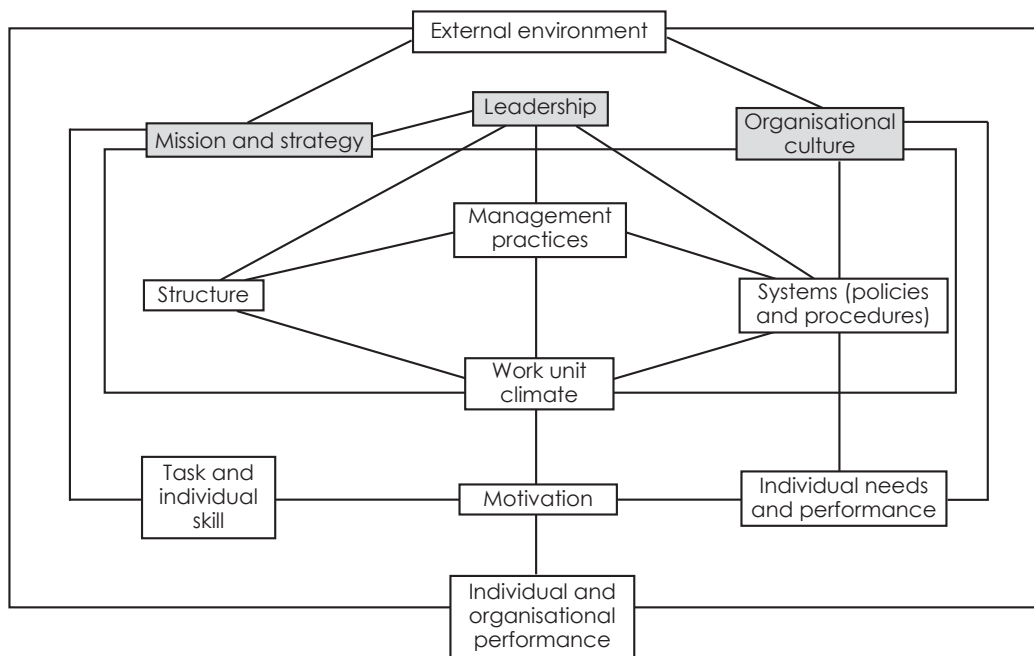 External environment
Leadership
Mission and strategy
Organisational
culture
Management
practices
Structure
Systems (policies
and procedures)
Work unit
climate
Task and
individual
skill
Motivation
Individual needs
and performance
Individual and
organisational
performance